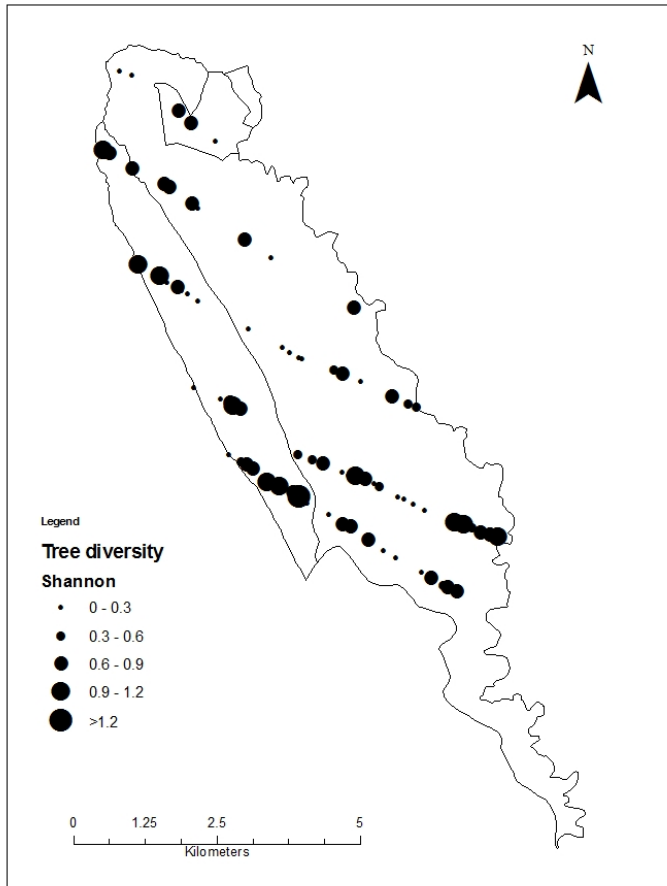 N
Legend
Tree diversity
Shannon
0 - 0.3
0.3 - 0.6
0.6 - 0.9
0.9 - 1.2
>1.2
0 1.25 2.5 5
Kilometers